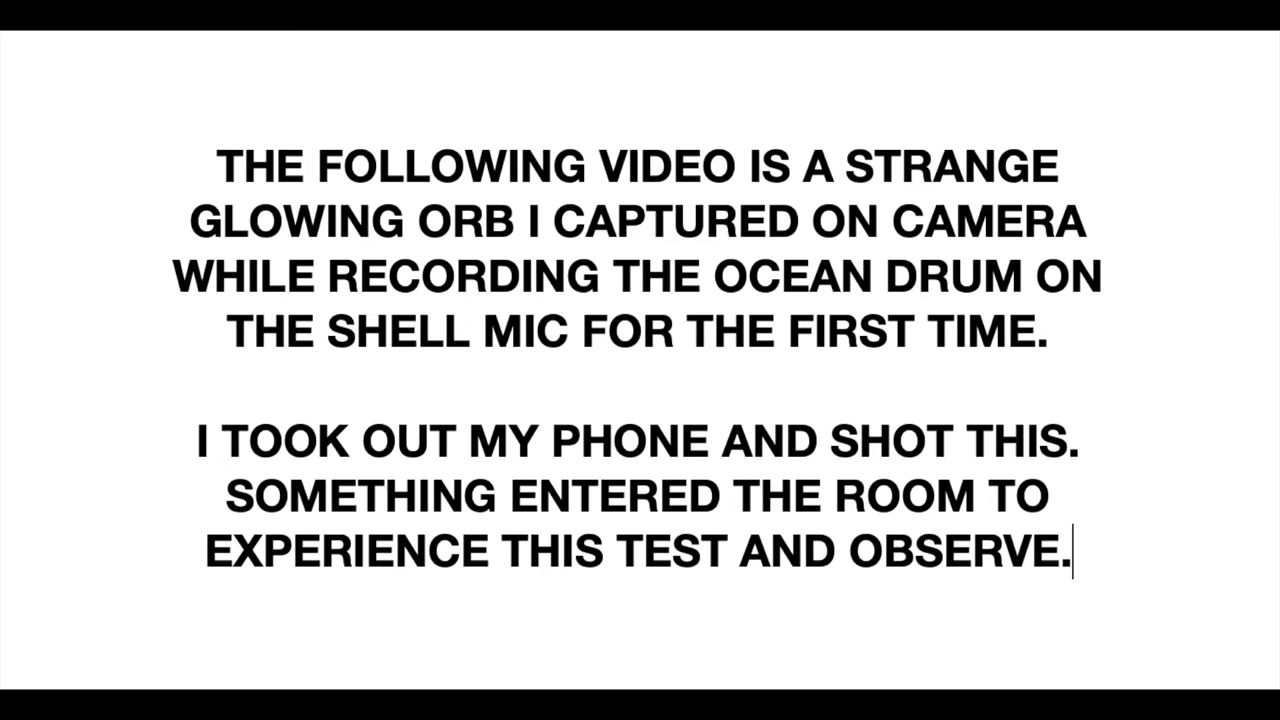 THE FOLLOWING VIDEO IS A STRANGE
GLOWING ORB I CAPTURED ON CAMERA
WHILE RECORDING THE OCEAN DRUM ON
THE SHELL MIC FOR THE FIRST TIME.
I TOOK OUT MY PHONE AND SHOT THIS.
SOMETHING ENTERED THE ROOM TO
EXPERIENCE THIS TEST AND OBSERVE.